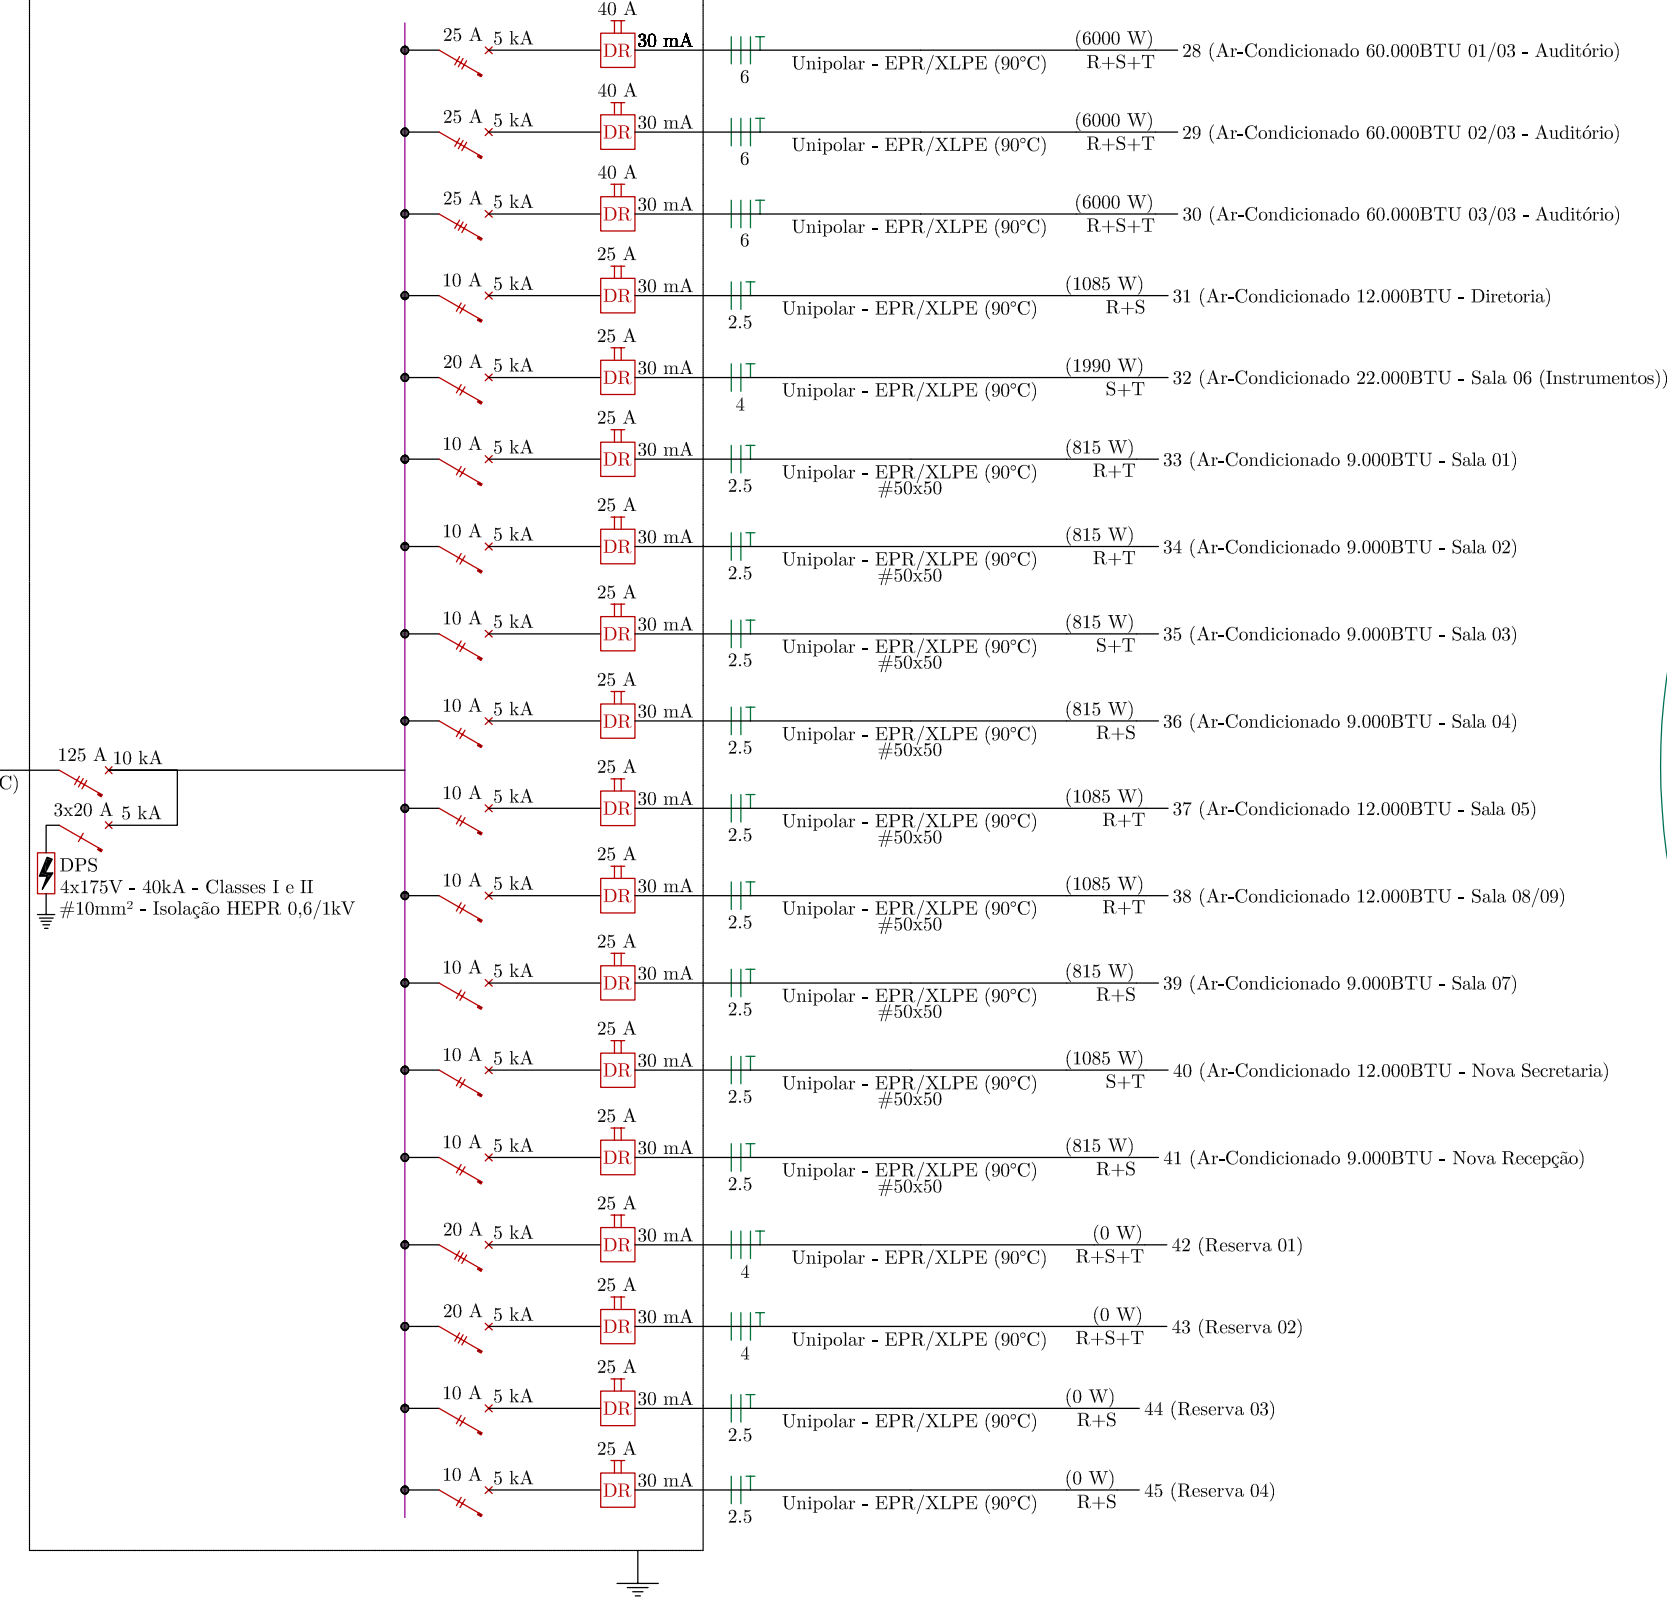 40 A
25 A 5 kA DR 30 mA (6000 W) 28 (Ar-Condicionado 60.000BTU 01/03 - Auditório)
6 Unipolar - EPR/XLPE (90°C) R+S+T
40 A
25 A 5 kA DR 30 mA (6000 W) 29 (Ar-Condicionado 60.000BTU 02/03 - Auditório)
6 Unipolar - EPR/XLPE (90°C) R+S+T
40 A
25 A 5 kA DR 30 mA (6000 W) 30 (Ar-Condicionado 60.000BTU 03/03 - Auditório)
6 Unipolar - EPR/XLPE (90°C) R+S+T
25 A
10 A 5 kA DR 30 mA (1085 W) 31 (Ar-Condicionado 12.000BTU - Diretoria)
2.5 Unipolar - EPR/XLPE (90°C) R+S
25 A
20 A 5 kA DR 30 mA (1990 W) 32 (Ar-Condicionado 22.000BTU - Sala 06 (Instrumentos))
4 Unipolar - EPR/XLPE (90°C) S+T
25 A
10 A 5 kA DR 30 mA (815 W) 33 (Ar-Condicionado 9.000BTU - Sala 01)
2.5 Unipolar - EPR/XLPE (90°C) R+T
#50x50
25 A
10 A 5 kA DR 30 mA (815 W) 34 (Ar-Condicionado 9.000BTU - Sala 02)
2.5 Unipolar - EPR/XLPE (90°C) R+T
#50x50
25 A
10 A 5 kA DR 30 mA (815 W) 35 (Ar-Condicionado 9.000BTU - Sala 03)
2.5 Unipolar - EPR/XLPE (90°C) S+T
#50x50
25 A
10 A 5 kA DR 30 mA (815 W) 36 (Ar-Condicionado 9.000BTU - Sala 04)
2.5 Unipolar - EPR/XLPE (90°C) R+S
#50x50
125 A 10 kA
C)
3x20 A 5 kA
DPS
4x175V - 40kA - Classes I e II
#10mm² - Isolação HEPR 0,6/1kV
25 A
10 A 5 kA DR 30 mA (1085 W) 37 (Ar-Condicionado 12.000BTU - Sala 05)
2.5 Unipolar - EPR/XLPE (90°C) R+T
#50x50
25 A
10 A 5 kA DR 30 mA (1085 W) 38 (Ar-Condicionado 12.000BTU - Sala 08/09)
2.5 Unipolar - EPR/XLPE (90°C) R+T
#50x50
25 A
10 A 5 kA DR 30 mA (815 W) 39 (Ar-Condicionado 9.000BTU - Sala 07)
2.5 Unipolar - EPR/XLPE (90°C) R+S
#50x50
25 A
10 A 5 kA DR 30 mA (1085 W) 40 (Ar-Condicionado 12.000BTU - Nova Secretaria)
2.5 Unipolar - EPR/XLPE (90°C) S+T
#50x50
25 A
10 A 5 kA DR 30 mA (815 W) 41 (Ar-Condicionado 9.000BTU - Nova Recepção)
2.5 Unipolar - EPR/XLPE (90°C) R+S
#50x50
25 A
20 A 5 kA DR 30 mA (0 W) 42 (Reserva 01)
4 Unipolar - EPR/XLPE (90°C) R+S+T
25 A
20 A 5 kA DR 30 mA (0 W) 43 (Reserva 02)
4 Unipolar - EPR/XLPE (90°C) R+S+T
25 A
10 A 5 kA DR 30 mA (0 W) 44 (Reserva 03)
2.5 Unipolar - EPR/XLPE (90°C) R+S
25 A
10 A 5 kA DR 30 mA (0 W) 45 (Reserva 04)
2.5 Unipolar - EPR/XLPE (90°C) R+S